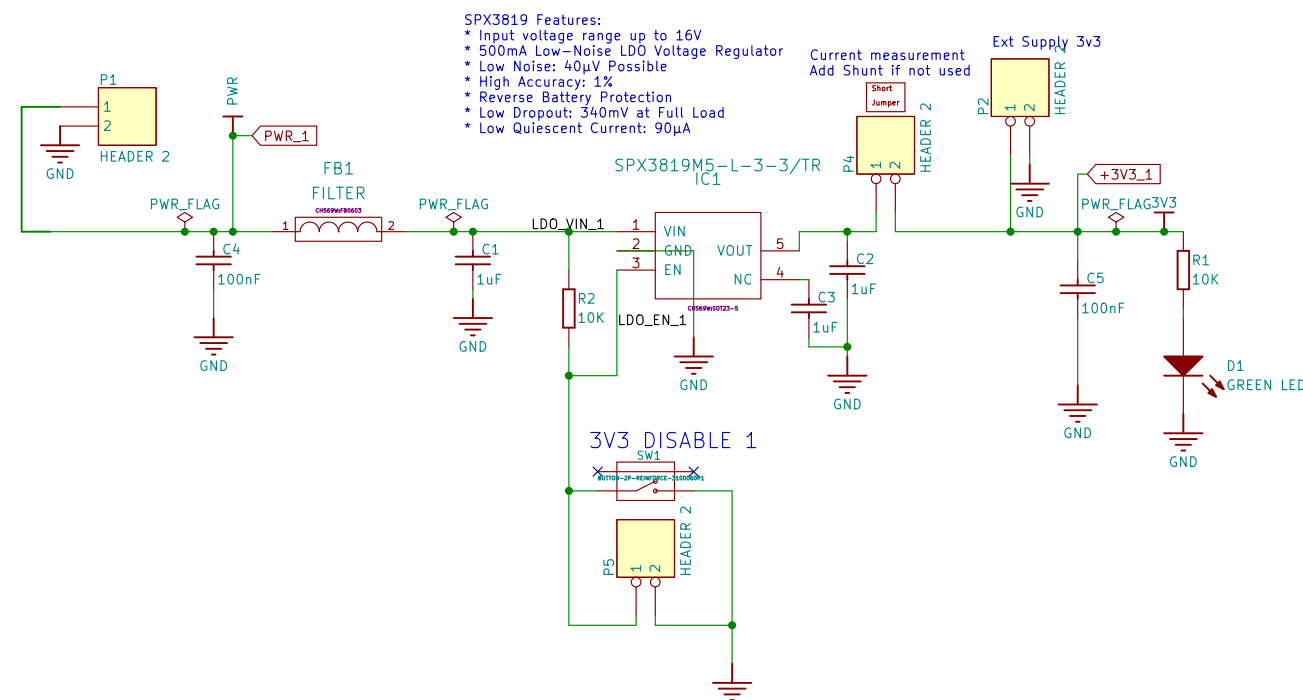 SPX3819 Features:
* Input voltage range up to 16V
* 500mA Low-Noise LDO Voltage Regulator
* Low Noise: 40µV Possible
* High Accuracy: 1%
* Reverse Battery Protection
* Low Dropout: 340mV at Full Load
* Low Quiescent Current: 90µA
Current measurement
Add Shunt if not used
Short
Jumper
Ext Supply 3v3
P1
1
2
HEADER 2
GND
PWR
PWR_1
PWR_FLAG
C4
100nF
GND
FB1
FILTER
1
2
PWR_FLAG
C1
1uF
GND
LDO_VIN_1
R2
10K
LDO_EN_1
SPX3819M5-L-3-3/TR
IC1
1
VIN
2
GND
3
EN
VOUT
5
NC
4
GND
C3
1uF
C2
1uF
GND
P4
1
2
HEADER 2
P2
1
2
HEADER 2
GND
+3V3_1
PWR_FLAG
3V3
C5
100nF
GND
R1
10K
D1
GREEN LED
GND
3V3 DISABLE 1
SW1
P5
1
2
HEADER 2